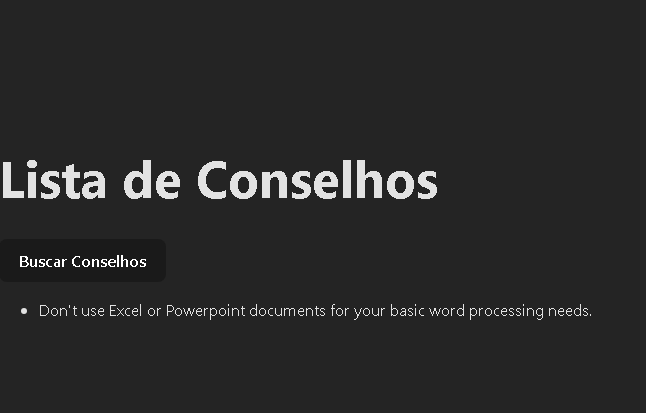 Lista de Conselhos
Buscar Conselhos
Don't use Excel or Powerpoint documents for your basic word processing needs.